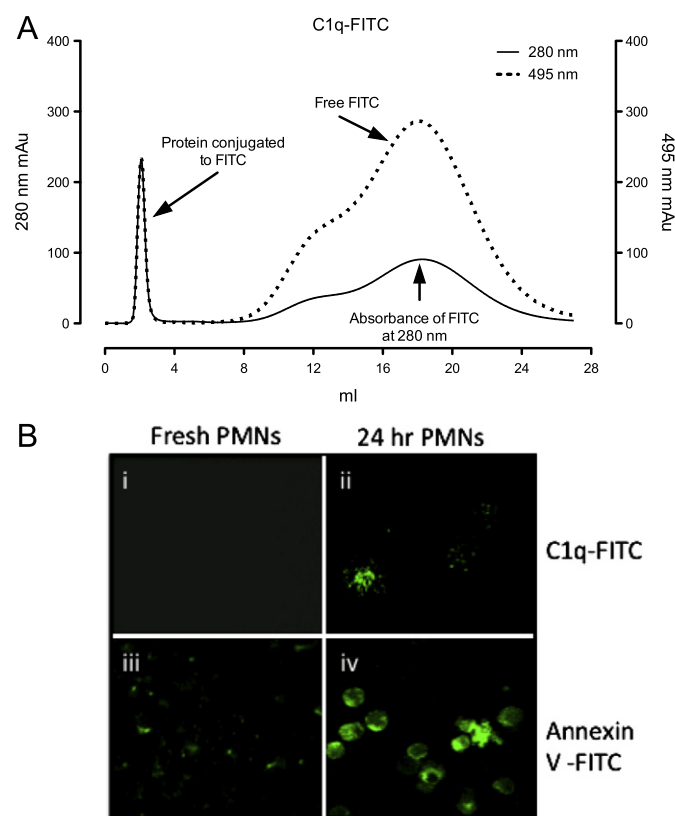 A
C1q-FITC
280 nm
495 nm
400
300
200
100
0
280 nm mAu
400
300
200
100
0
495 nm mAu
Protein conjugated
to FITC
Free FITC
Absorbance of FITC
at 280 nm
0 4 8 12 16 20 24 28
ml
B
Fresh PMNs 24 hr PMNs
i ii
C1q-FITC
iii iv
Annexin
V -FITC